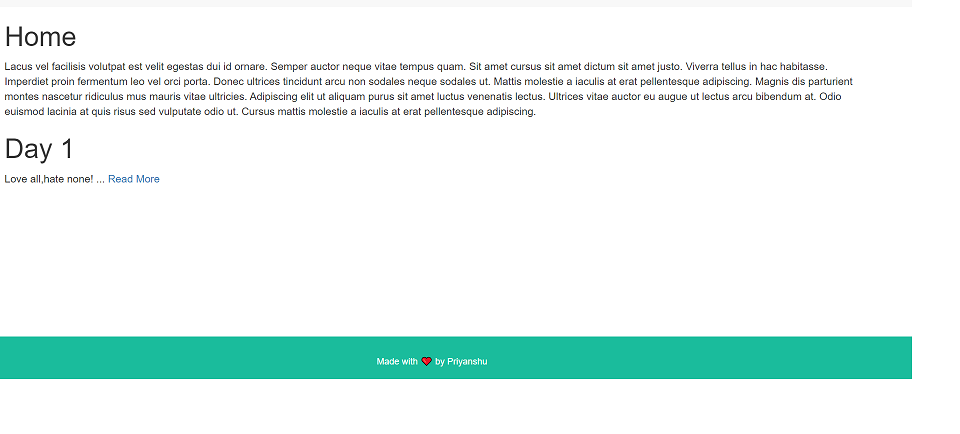 Home
Lacus vel facilisis volutpat est velit egestas dui id ornare. Semper auctor neque vitae tempus quam. Sit amet cursus sit amet dictum sit amet justo. Viverra tellus in hac habitasse.
Imperdiet proin fermentum leo vel orci porta. Donec ultrices tincidunt arcu non sodales neque sodales ut. Mattis molestie a iaculis at erat pellentesque adipiscing. Magnis dis parturient
montes nascetur ridiculus mus mauris vitae ultricies. Adipiscing elit ut aliquam purus sit amet luctus venenatis lectus. Ultrices vitae auctor eu augue ut lectus arcu bibendum at. Odio
euismod lacinia at quis risus sed vulputate odio ut. Cursus mattis molestie a iaculis at erat pellentesque adipiscing.
Day 1
Love all,hate none! ... Read More
Made with ❤ by Priyanshu